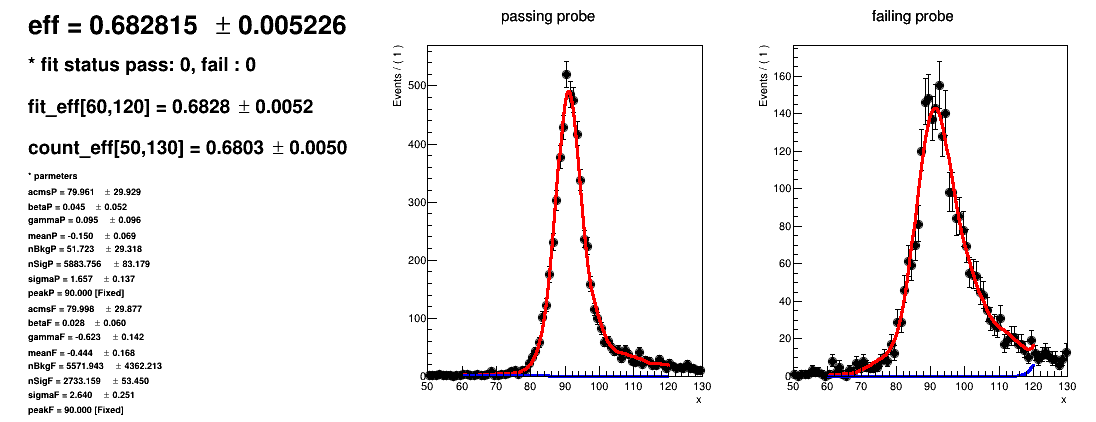 eff = 0.682815 ± 0.005226
* fit status pass: 0, fail : 0
fit_eff[60,120] = 0.6828 ± 0.0052
count_eff[50,130] = 0.6803 ± 0.0050
* parmeters
acmsP = 79.961 ± 29.929
betaP = 0.045 ± 0.052
gammaP = 0.095 ± 0.096
meanP = -0.150 ± 0.069
nBkgP = 51.723 ± 29.318
nSigP = 5883.756 ± 83.179
sigmaP = 1.657 ± 0.137
peakP = 90.000 [Fixed]
acmsF = 79.998 ± 29.877
betaF = 0.028 ± 0.060
gammaF = -0.623 ± 0.142
meanF = -0.444 ± 0.168
nBkgF = 5571.943 ± 4362.213
nSigF = 2733.159 ± 53.450
sigmaF = 2.640 ± 0.251
peakF = 90.000 [Fixed]
passing probe
Events / ( 1 )
500
400
300
200
100
0
50 60 70 80 90 100 110 120 130
x
failing probe
Events / ( 1 )
160
140
120
100
80
60
40
20
0
50 60 70 80 90 100 110 120 130
x